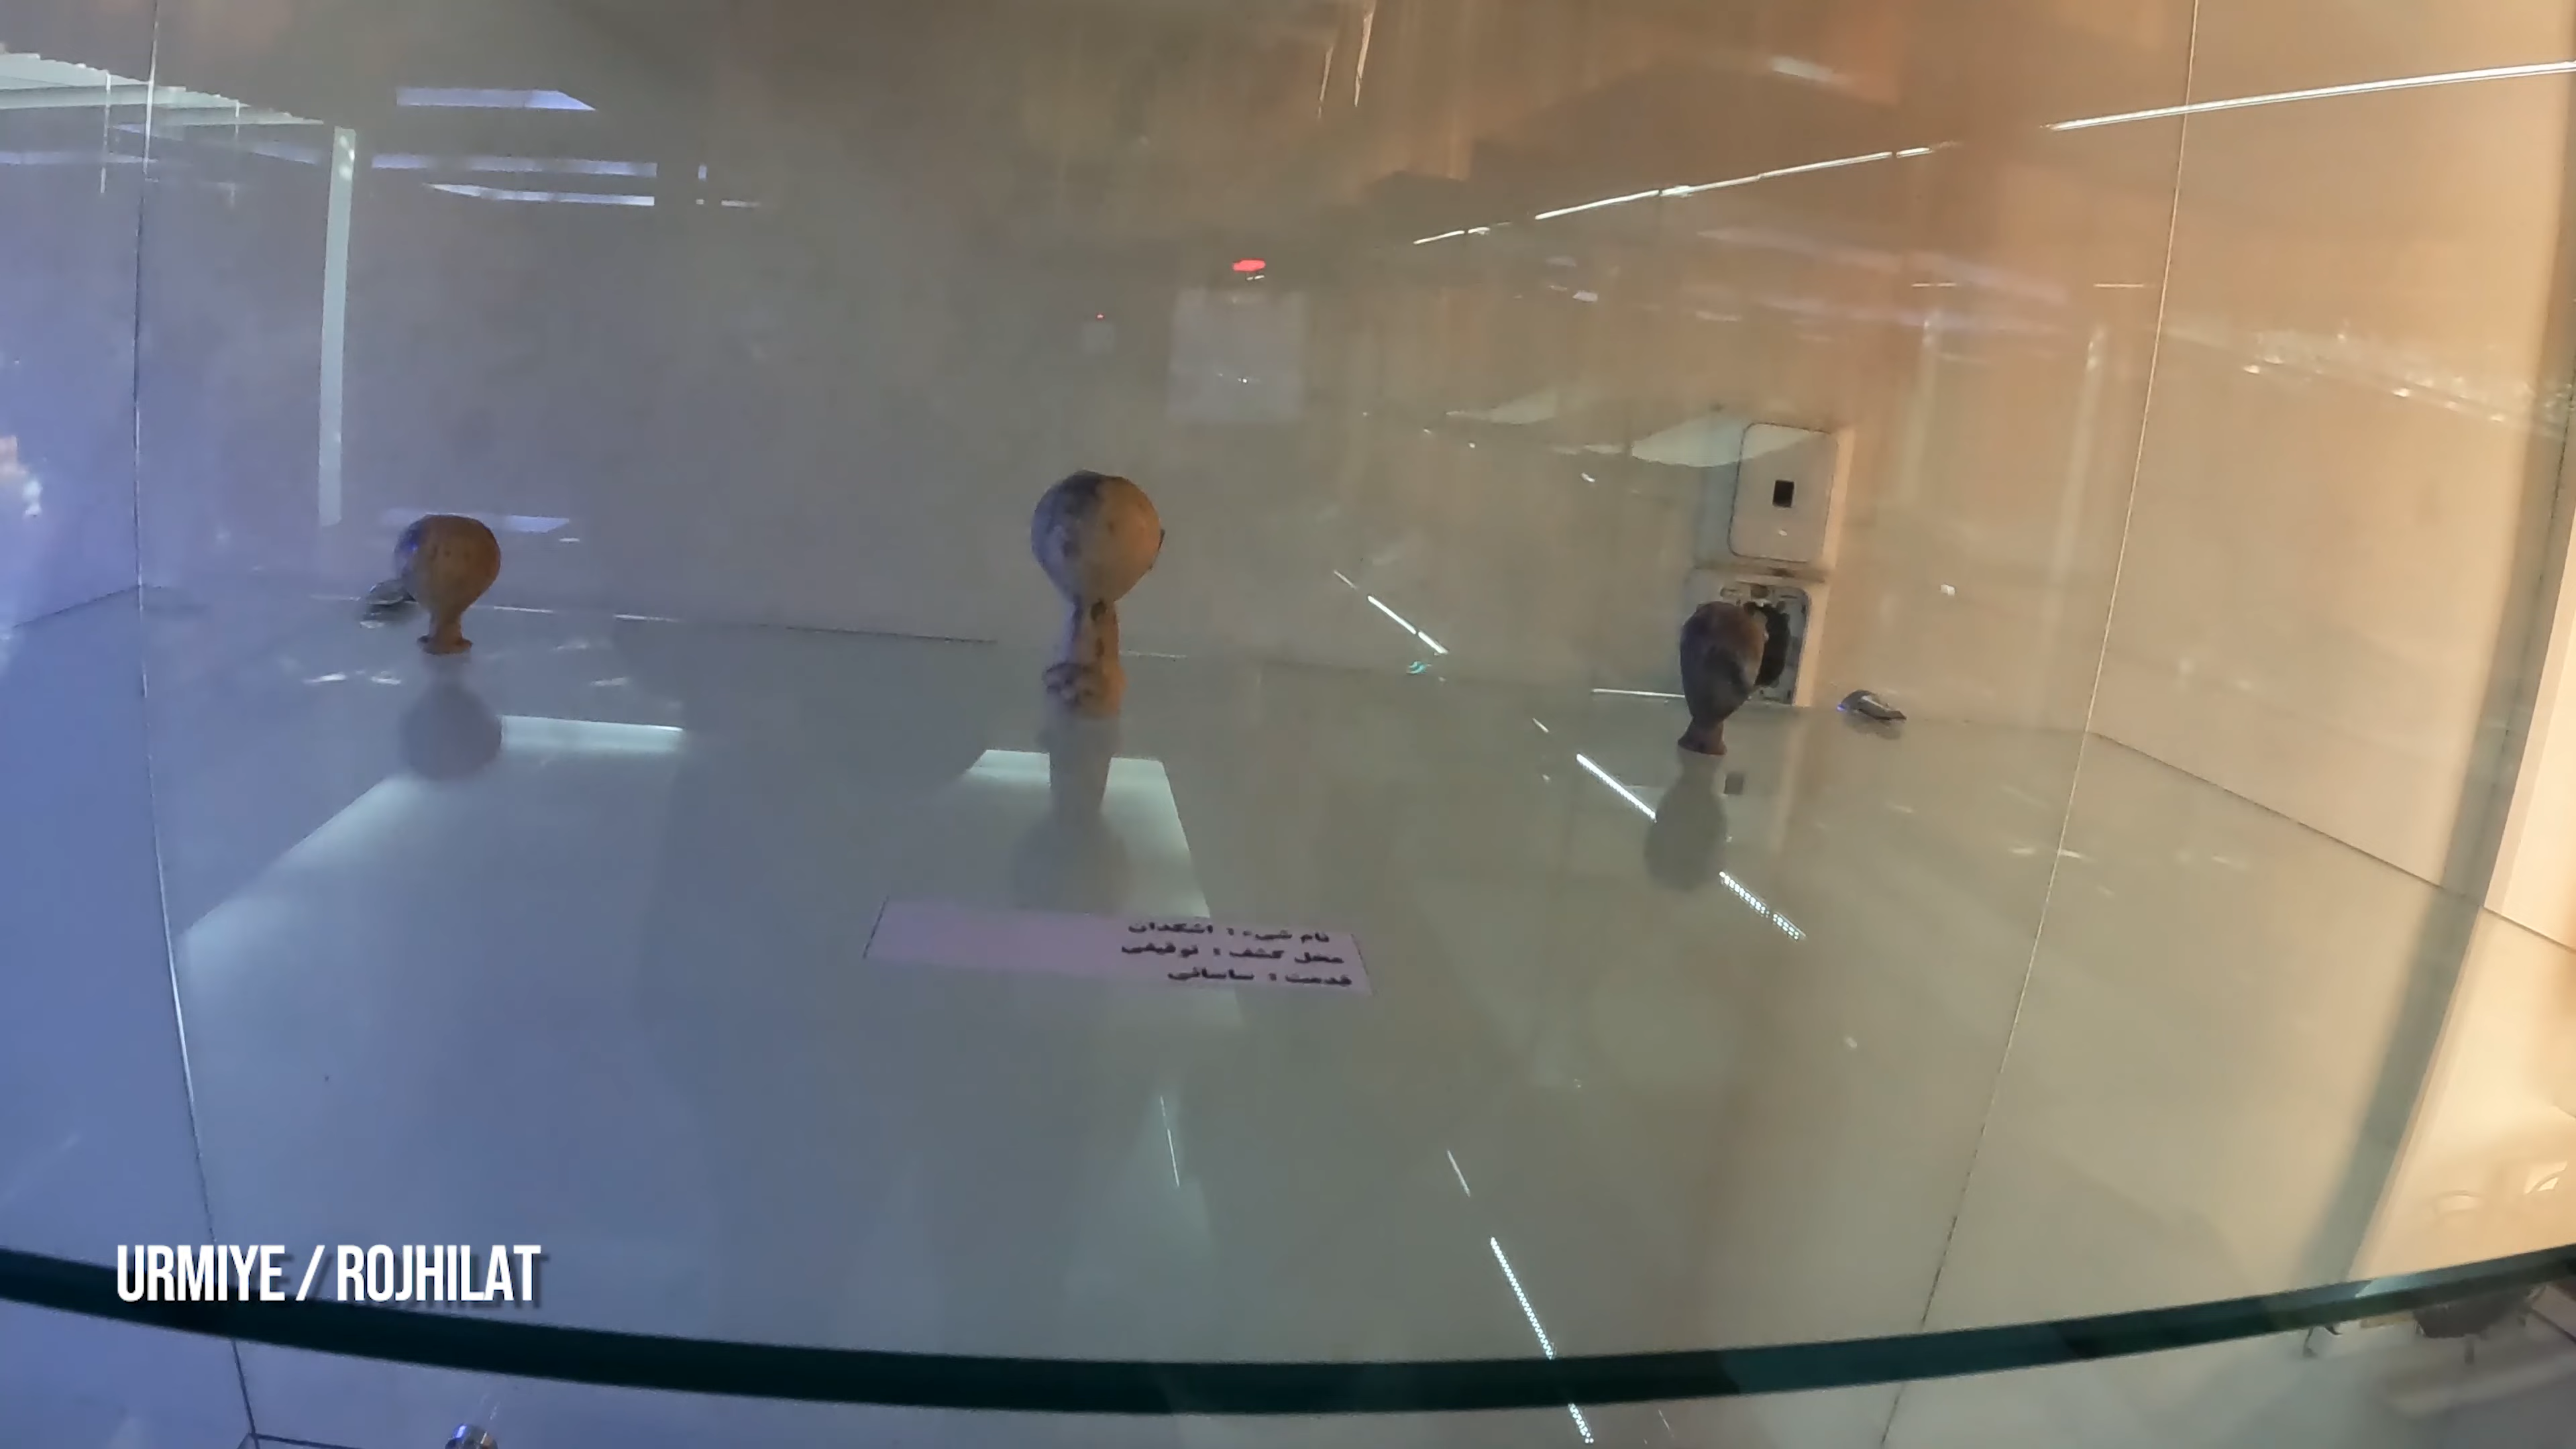 نام شیء : اشکدان
محل کشف : توقیفی
قدمت : ساسانی
URMIYE / ROJHILAT